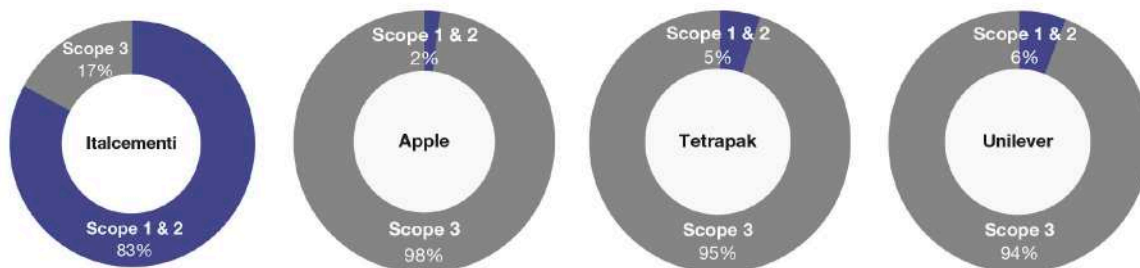 Scope 3
17%
Italcementi
Scope 1 & 2
83%
Scope 1 & 2
2%
Apple
Scope 3
98%
Scope 1 & 2
5%
Tetrapak
Scope 3
95%
Scope 1 & 2
6%
Unilever
Scope 3
94%